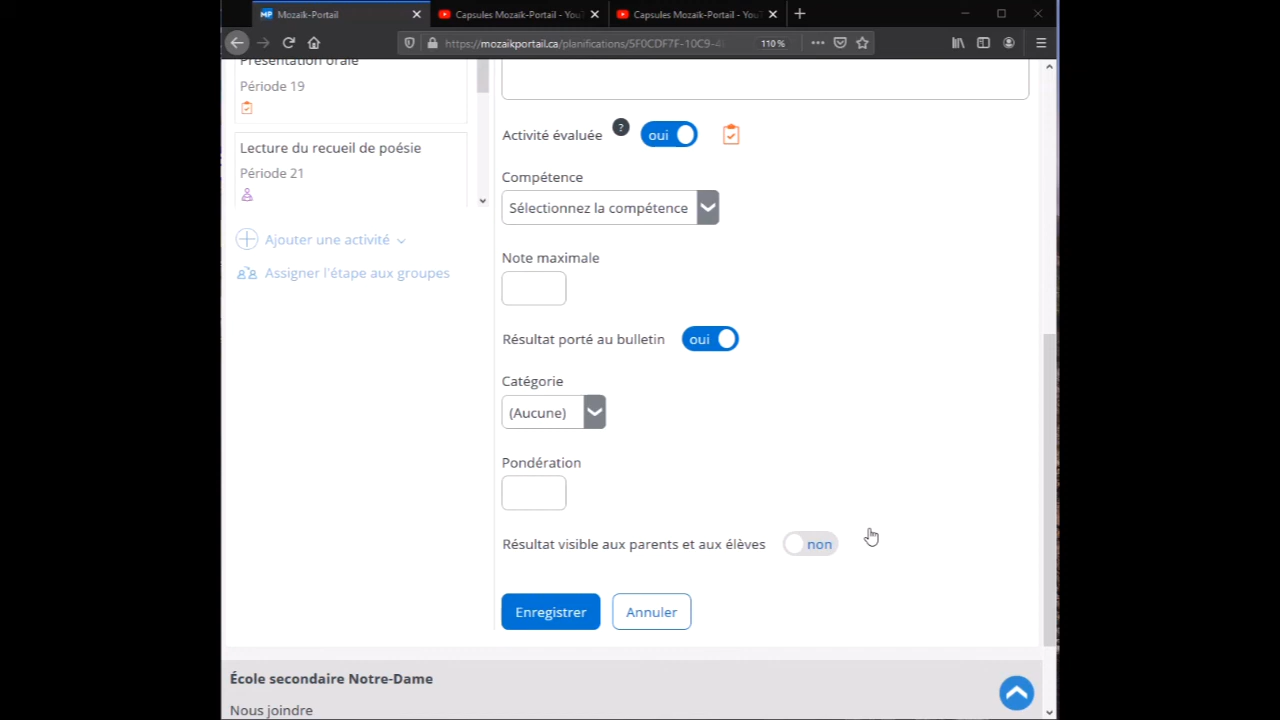 Mozaïk-Portail
Capsules Mozaïk-Portail - You
Capsules Mozaïk-Portail - You
https://mozaikportail.ca/planifications/5F0CDF7F-10C9-4
110 %
Présentation orale
Période 19
Lecture du recueil de poésie
Période 21
Ajouter une activité
Assigner l'étape aux groupes
Activité évaluée
?
oui
Compétence
Sélectionnez la compétence
Note maximale
Résultat porté au bulletin
oui
Catégorie
(Aucune)
Pondération
Résultat visible aux parents et aux élèves
non
Enregistrer
Annuler
École secondaire Notre-Dame
Nous joindre